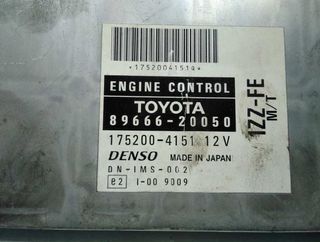 *1752004151Q*
ENGINE CONTROL
TOYOTA
89666-20050
175200-4151 12V
DENSO MADE IN JAPAN
DN-IMS-002
e2 I-00 9009
1ZZ-FE
M/T